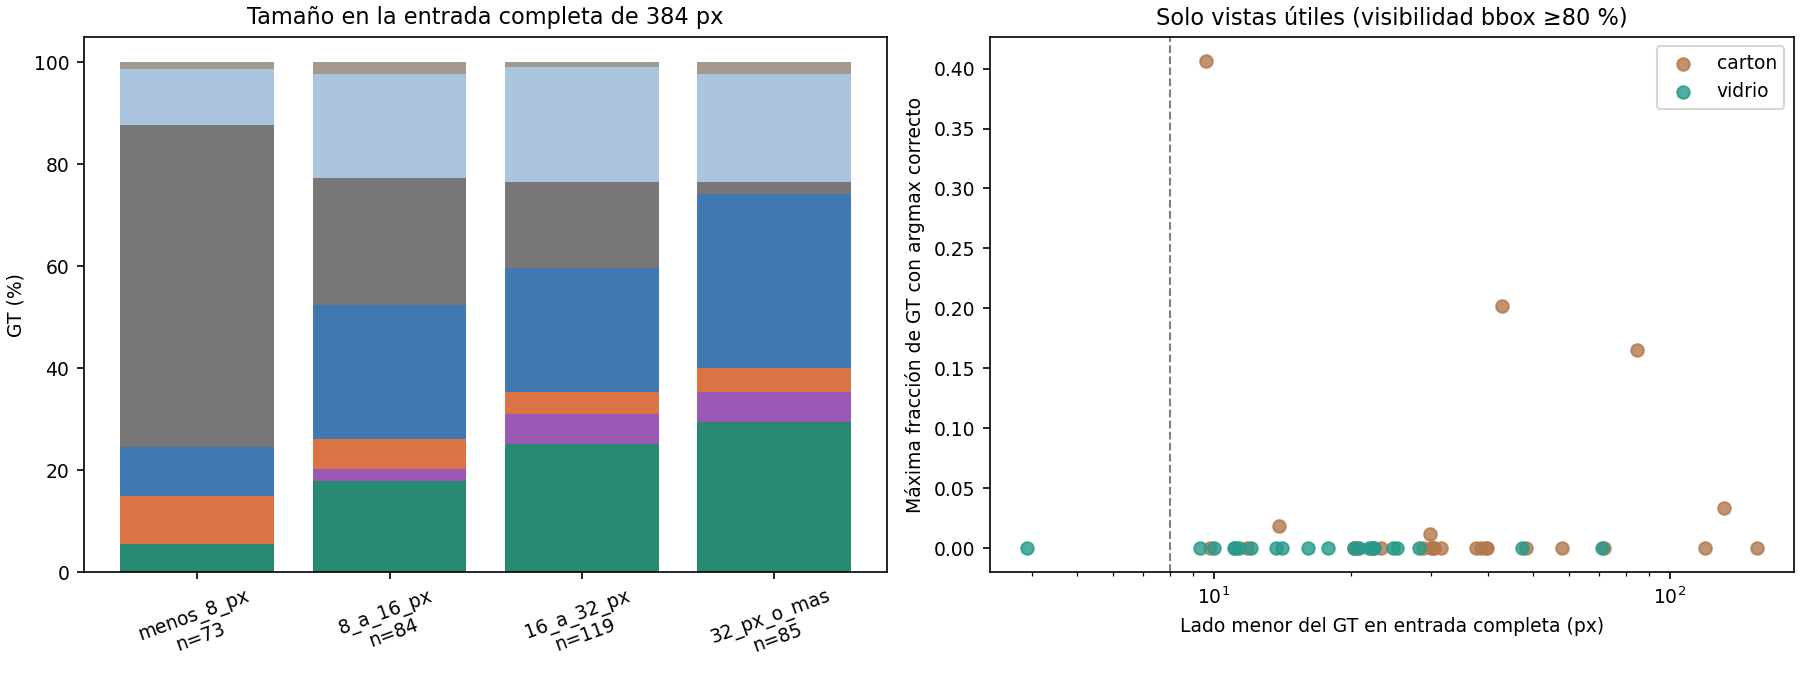 Tamaño en la entrada completa de 384 px
GT (%)
100
80
60
40
20
0
menos_8_px
n=73
8_a_16_px
n=84
16_a_32_px
n=119
32_px_o_mas
n=85
Solo vistas útiles (visibilidad bbox ≥80 %)
Máxima fracción de GT con argmax correcto
0.40
0.35
0.30
0.25
0.20
0.15
0.10
0.05
0.00
carton
vidrio
10¹
10²
Lado menor del GT en entrada completa (px)